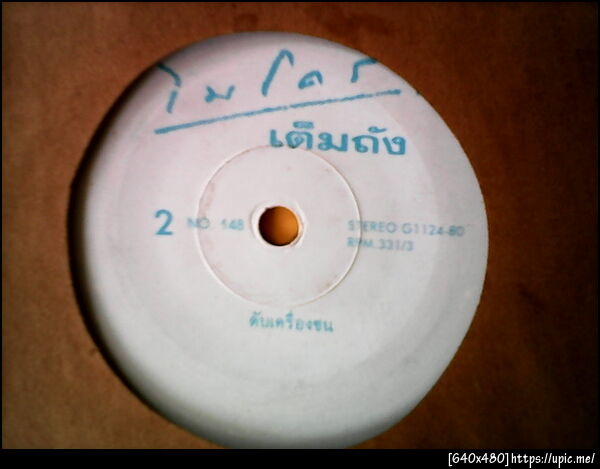 ไมโคร
เต็มถัง
2 NO. 148 STEREO G1124-80
RPM.331/3
ดับเครื่องชน
[640x480]https://upic.me/